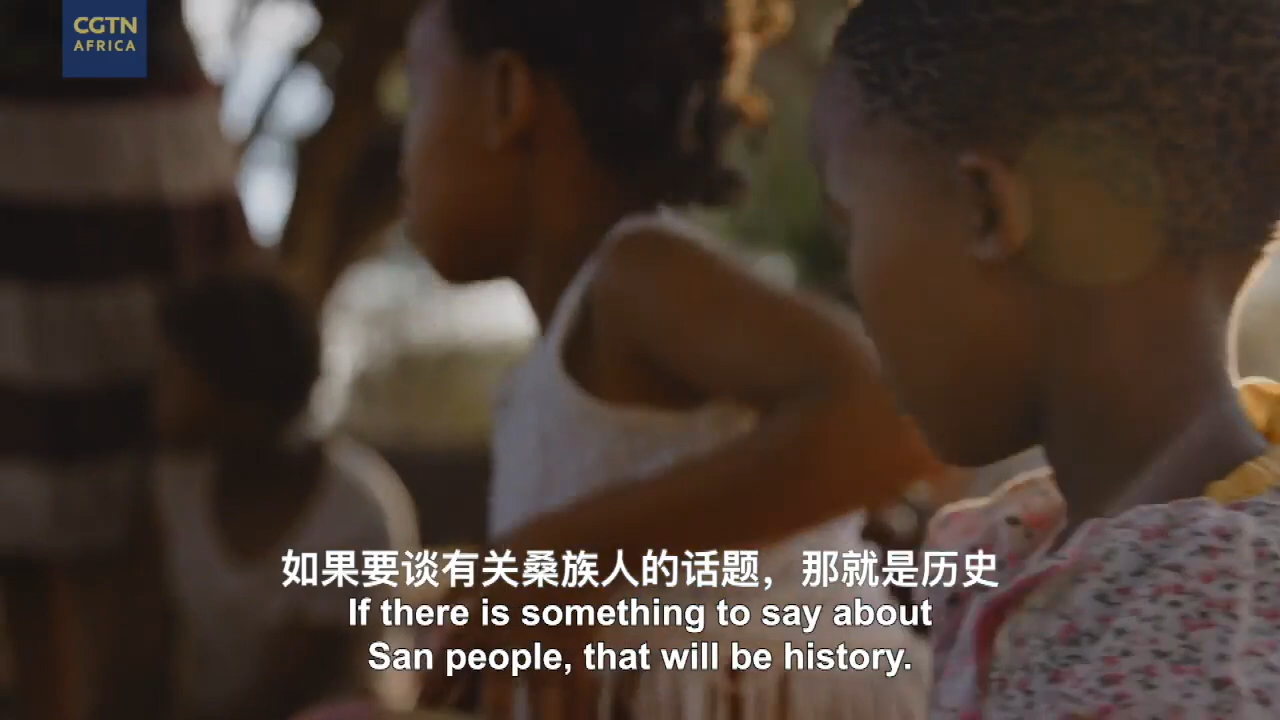 CGTN
AFRICA
如果要谈有关桑族人的话题，那就是历史
If there is something to say about
San people, that will be history.